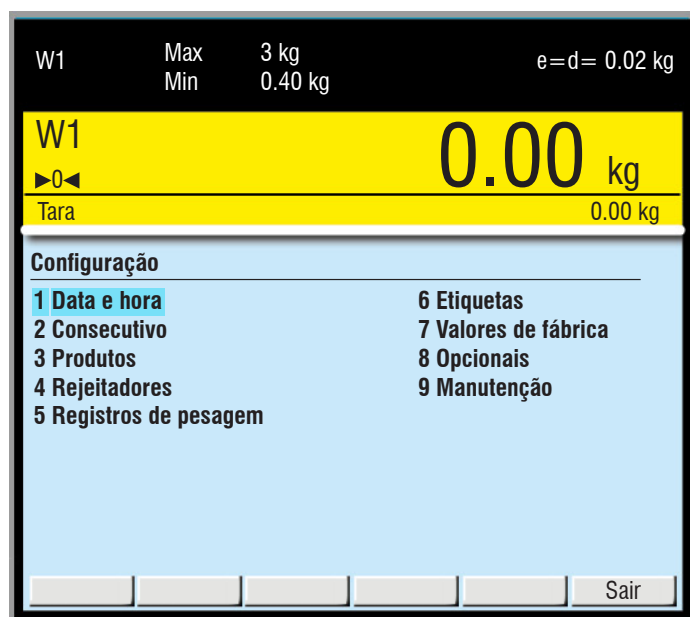 W1 Max 3 kg e=d= 0.02 kg
Min 0.40 kg
W1 0.00 kg
►0◄
Tara 0.00 kg
Configuração
1 Data e hora
2 Consecutivo
3 Produtos
4 Rejeitadores
5 Registros de pesagem
6 Etiquetas
7 Valores de fábrica
8 Opcionais
9 Manutenção
Sair